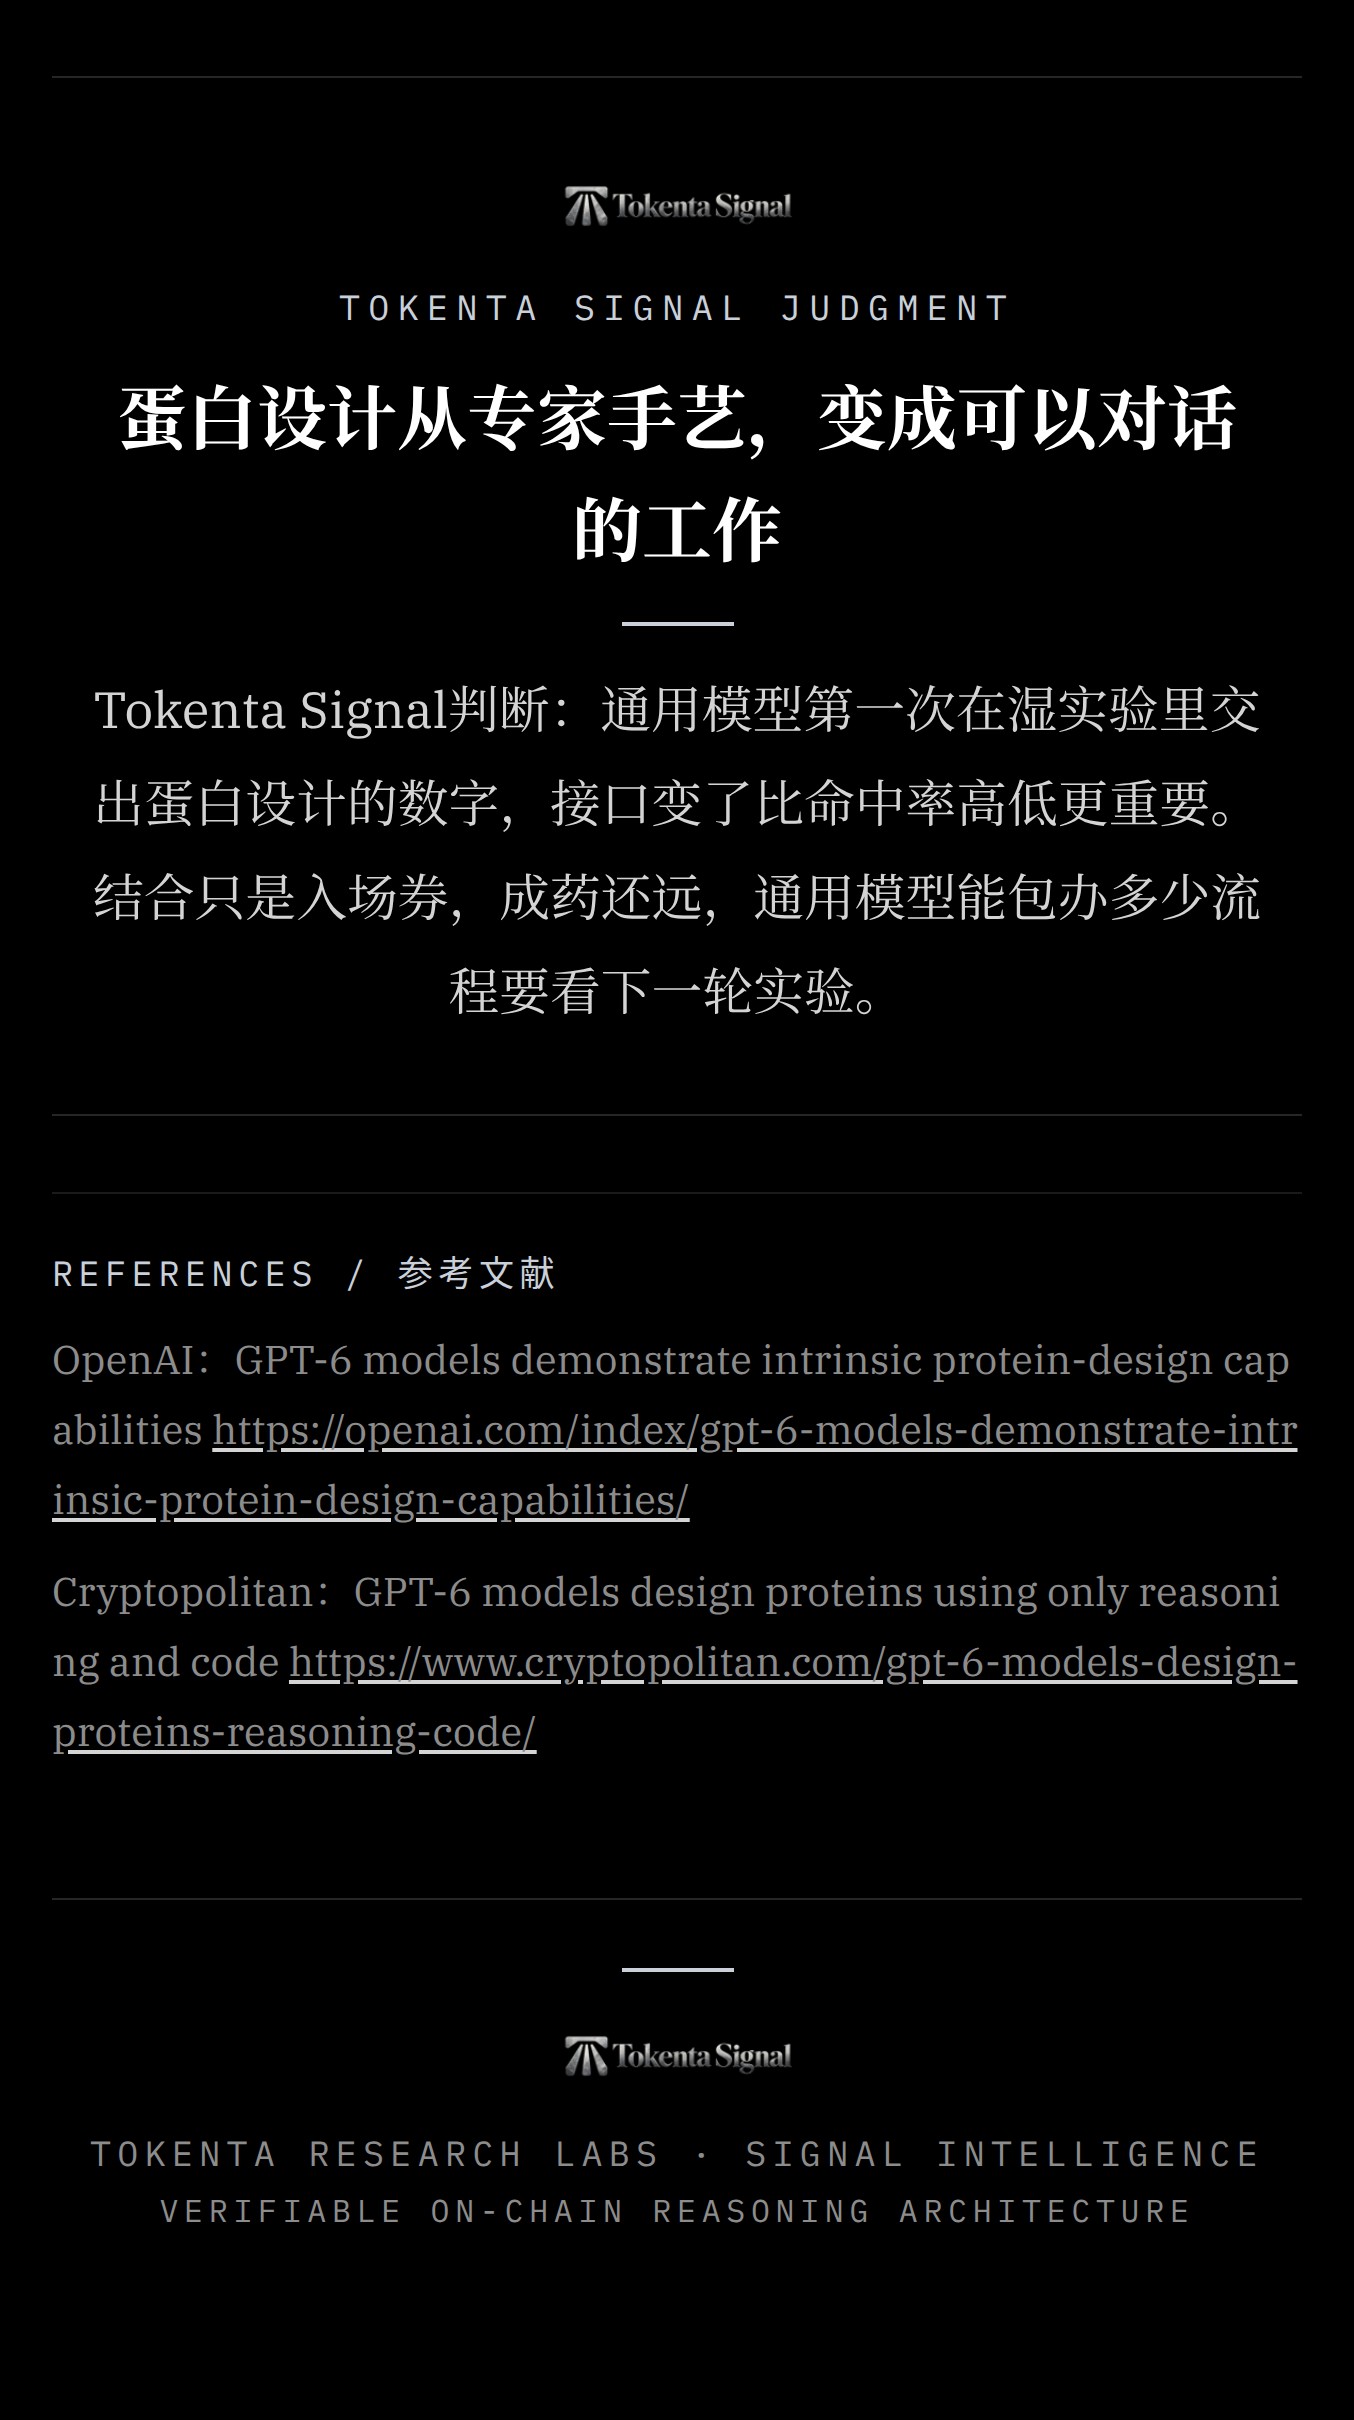 Tokenta Signal
TOKENTA SIGNAL JUDGMENT
蛋白设计从专家手艺，变成可以对话
的工作
Tokenta Signal判断：通用模型第一次在湿实验里交
出蛋白设计的数字，接口变了比命中率高低更重要。
结合只是入场券，成药还远，通用模型能包办多少流
程要看下一轮实验。
REFERENCES / 参考文献
OpenAI：GPT-6 models demonstrate intrinsic protein-design cap
abilities https://openai.com/index/gpt-6-models-demonstrate-intr
insic-protein-design-capabilities/
Cryptopolitan：GPT-6 models design proteins using only reasoni
ng and code https://www.cryptopolitan.com/gpt-6-models-design-
proteins-reasoning-code/
Tokenta Signal
TOKENTA RESEARCH LABS · SIGNAL INTELLIGENCE
VERIFIABLE ON-CHAIN REASONING ARCHITECTURE